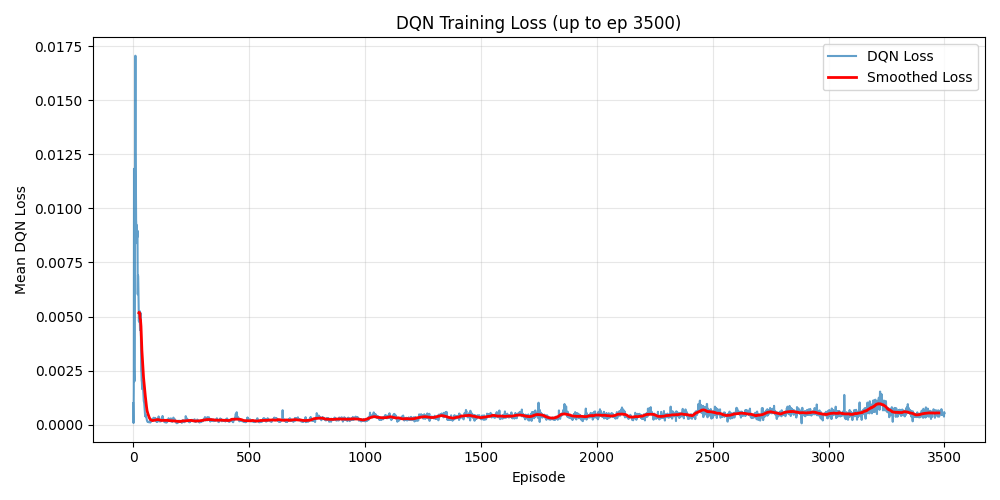 DQN Training Loss (up to ep 3500)
DQN Loss
Smoothed Loss
Mean DQN Loss
0.0175
0.0150
0.0125
0.0100
0.0075
0.0050
0.0025
0.0000
0 500 1000 1500 2000 2500 3000 3500
Episode